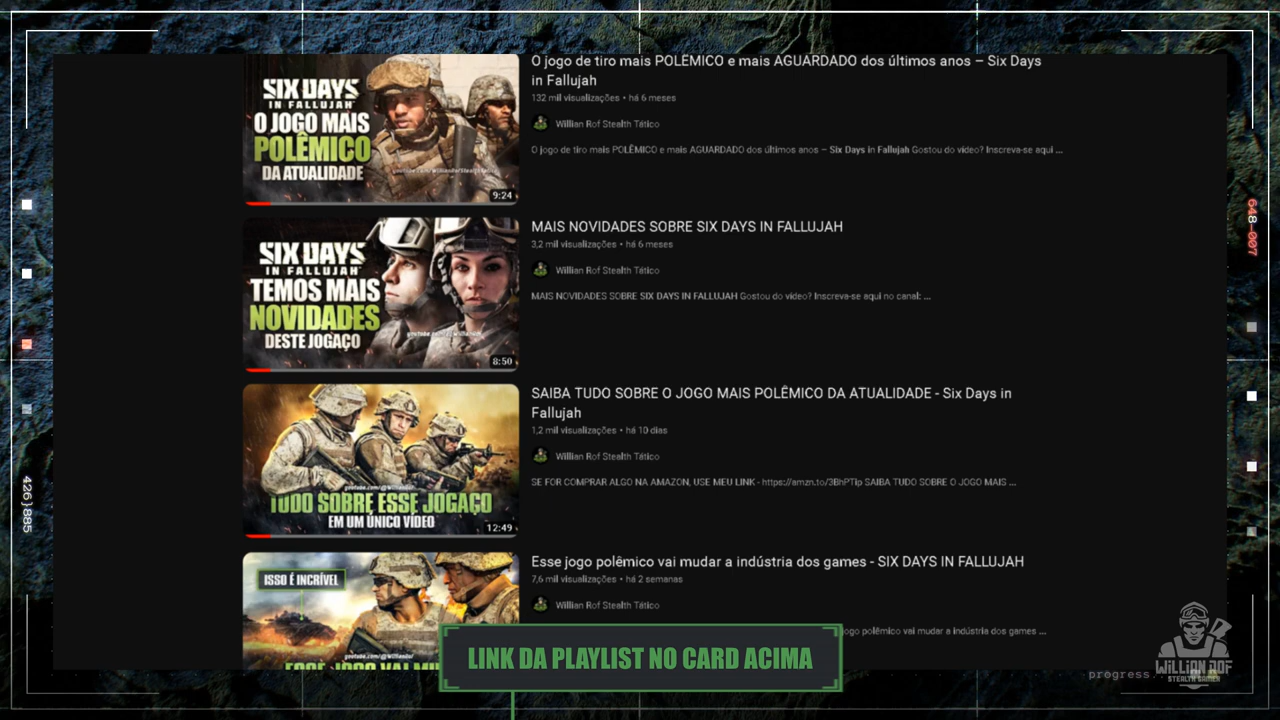 SIX DAYS
IN FALLUJAH
O JOGO MAIS
POLÊMICO
DA ATUALIDADE
9:24
O jogo de tiro mais POLÊMICO e mais AGUARDADO dos últimos anos – Six Days
in Fallujah
132 mil visualizações • há 6 meses
Willian Rof Stealth Tático
O jogo de tiro mais POLÊMICO e mais AGUARDADO dos últimos anos – Six Days in Fallujah Gostou do vídeo? Inscreva-se aqui ...
SIX DAYS
IN FALLUJAH
TEMOS MAIS
NOVIDADES
DESTE JOGAÇO
8:50
MAIS NOVIDADES SOBRE SIX DAYS IN FALLUJAH
3,2 mil visualizações • há 6 meses
Willian Rof Stealth Tático
MAIS NOVIDADES SOBRE SIX DAYS IN FALLUJAH Gostou do vídeo? Inscreva-se aqui no canal: ...
TUDO SOBRE ESSE JOGAÇO
EM UM ÚNICO VÍDEO
12:49
SAIBA TUDO SOBRE O JOGO MAIS POLÊMICO DA ATUALIDADE - Six Days in
Fallujah
1,2 mil visualizações • há 10 dias
Willian Rof Stealth Tático
SE FOR COMPRAR ALGO NA AMAZON, USE MEU LINK - https://amzn.to/3BhPTip SAIBA TUDO SOBRE O JOGO MAIS ...
ISSO É INCRÍVEL
Esse jogo polêmico vai mudar a indústria dos games - SIX DAYS IN FALLUJAH
7,6 mil visualizações • há 2 semanas
Willian Rof Stealth Tático
jogo polêmico vai mudar a indústria dos games ...
LINK DA PLAYLIST NO CARD ACIMA
426}885
648-007
progress
WILLIAN ROF
STEALTH GAMER